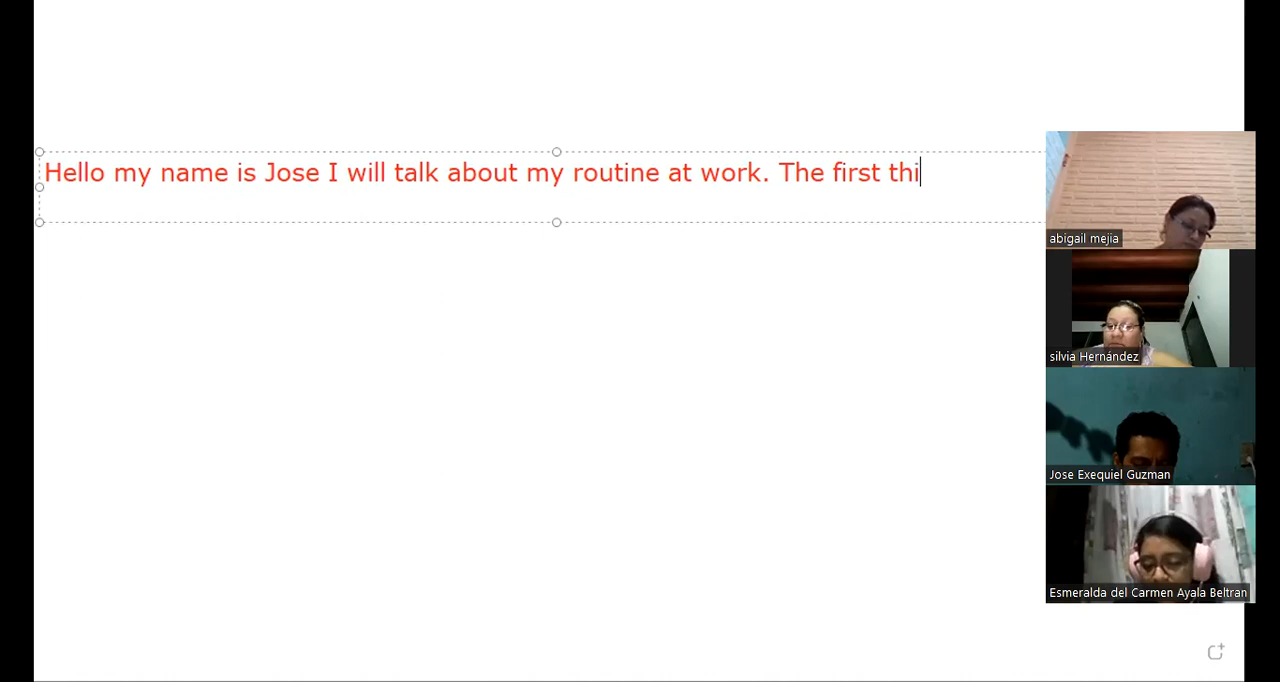 Hello my name is Jose I will talk about my routine at work. The first thi
abigail mejia
silvia Hernández
Jose Exequiel Guzman
Esmeralda del Carmen Ayala Beltran